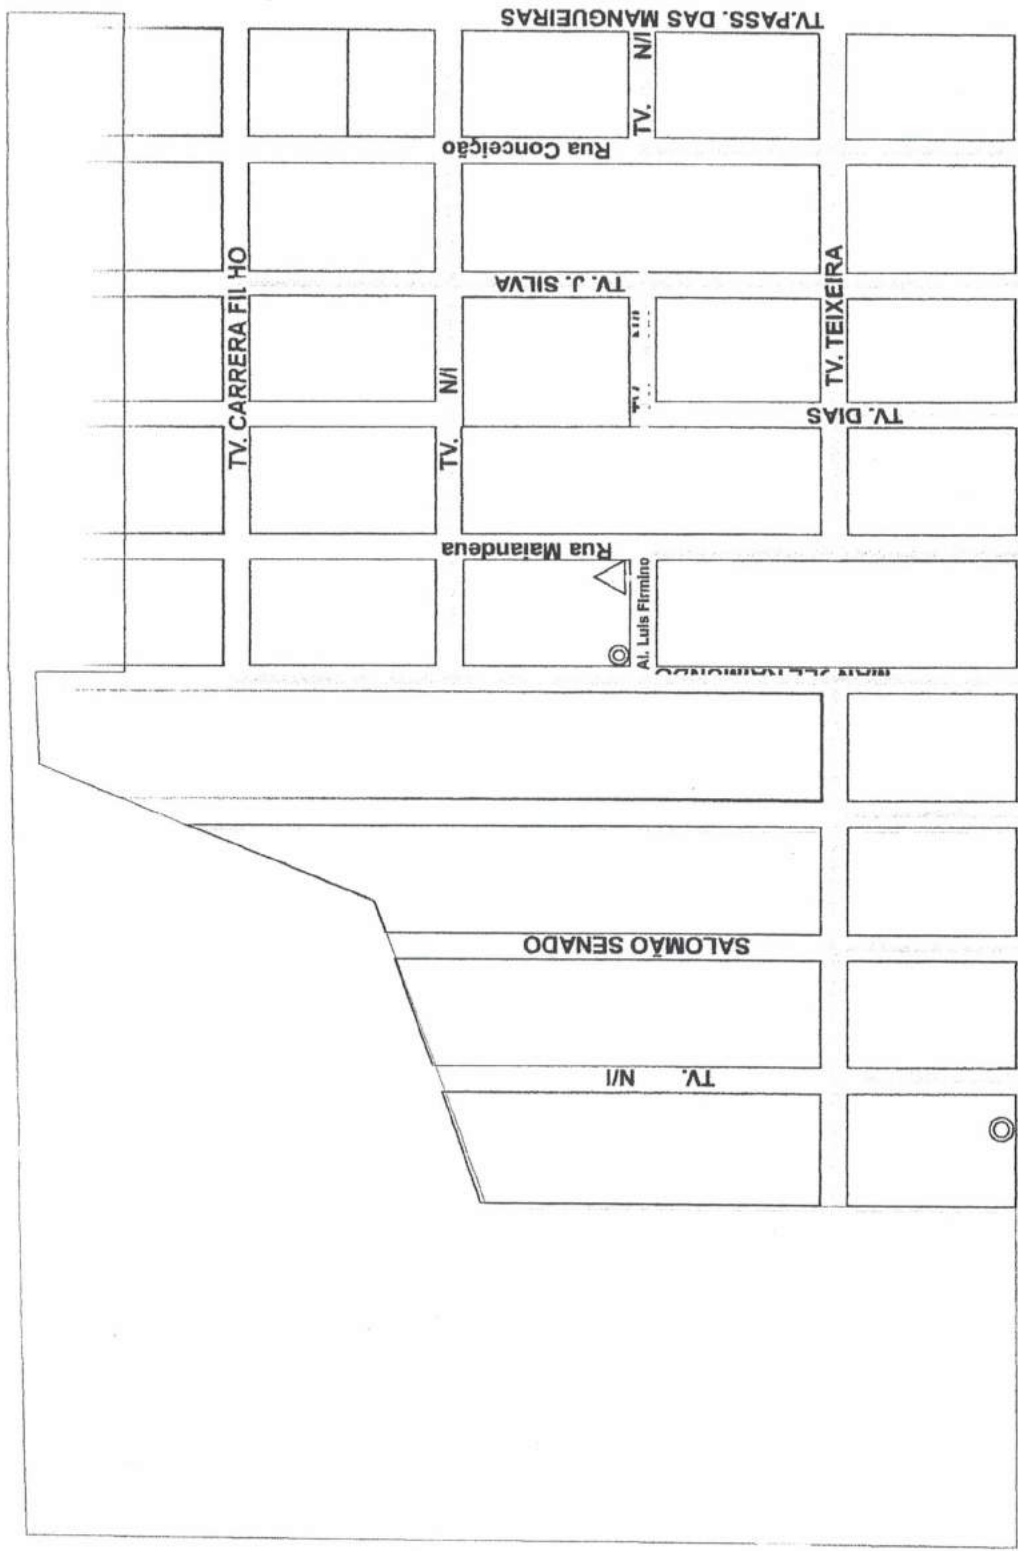 TV.PASS. DAS MANGUEIRAS
TV. N/I
Rua Conceição
TV. CARRERA FILHO
TV. J. SILVA
TV. TEIXEIRA
TV. N/I
TV. DIAS
Rua Maiandeua
Al. Luis Firmino
RAIMUNDO
SALOMÃO SENADO
TV. N/I